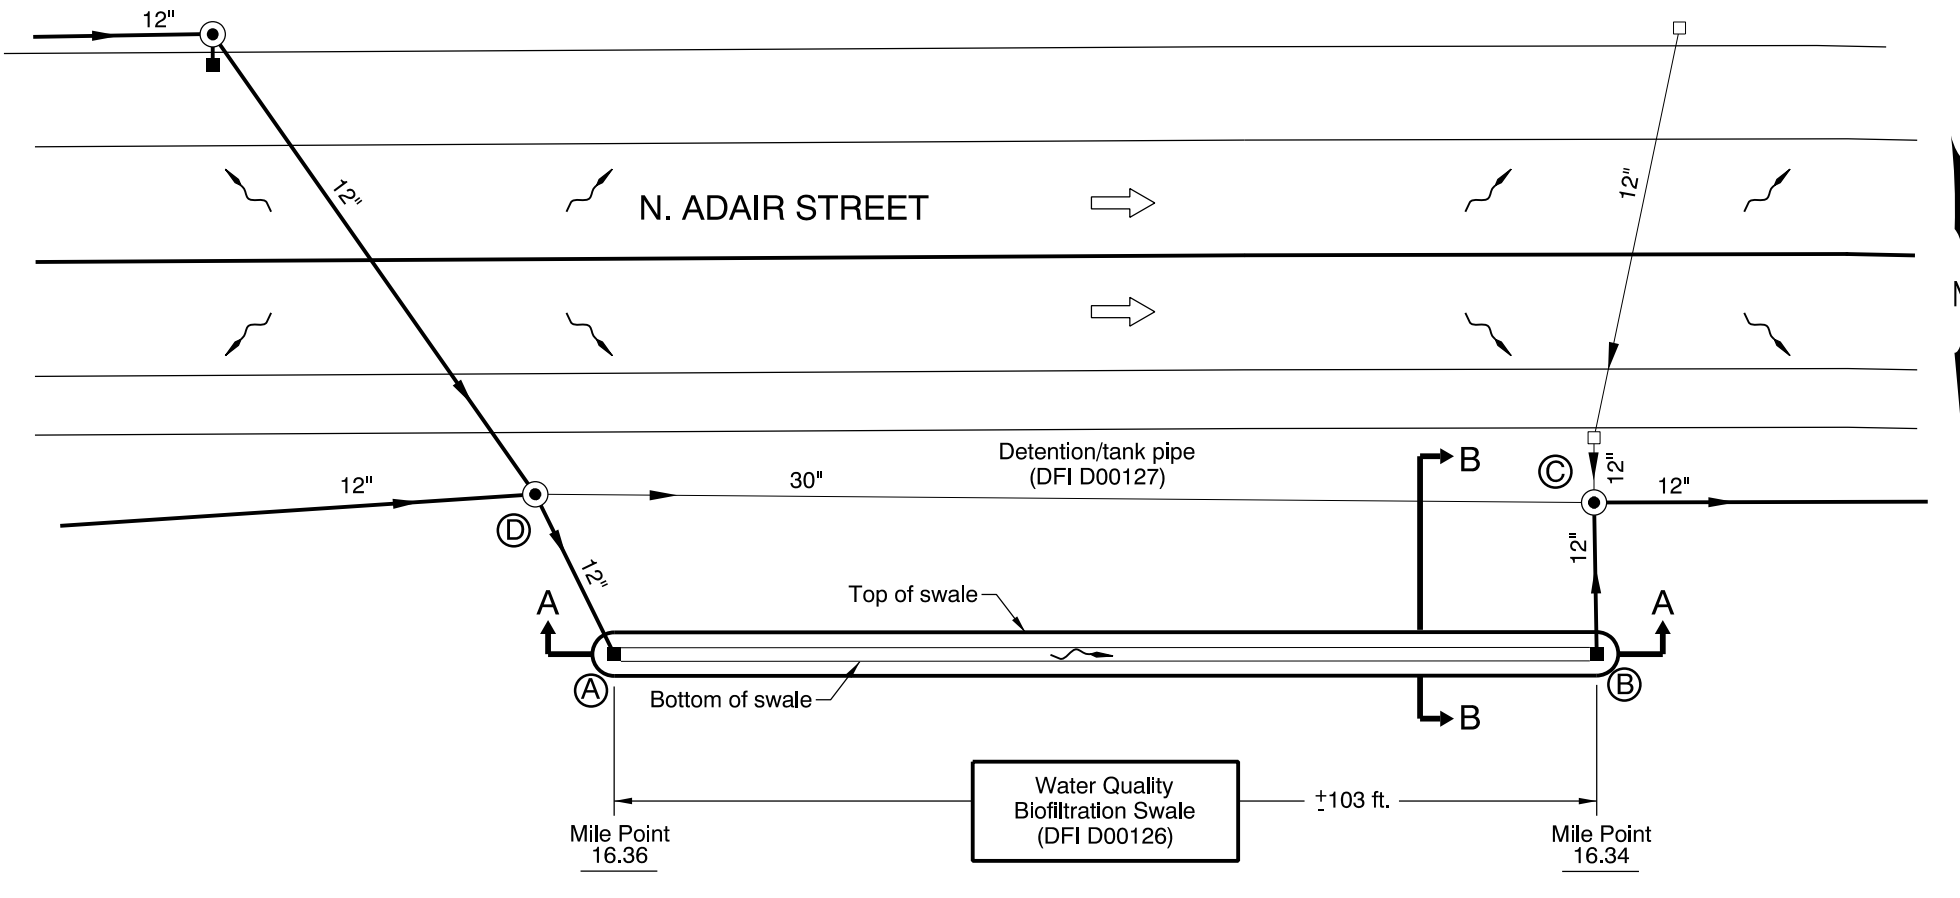 12"
12"
12"
N. ADAIR STREET
Detention/tank pipe
(DFI D00127)
B
12"
30"
C
12"
12"
D
12"
12"
A
Top of swale
A
A
Bottom of swale
B
B
Water Quality
Biofiltration Swale
(DFI D00126)
±103 ft.
Mile Point
16.36
Mile Point
16.34